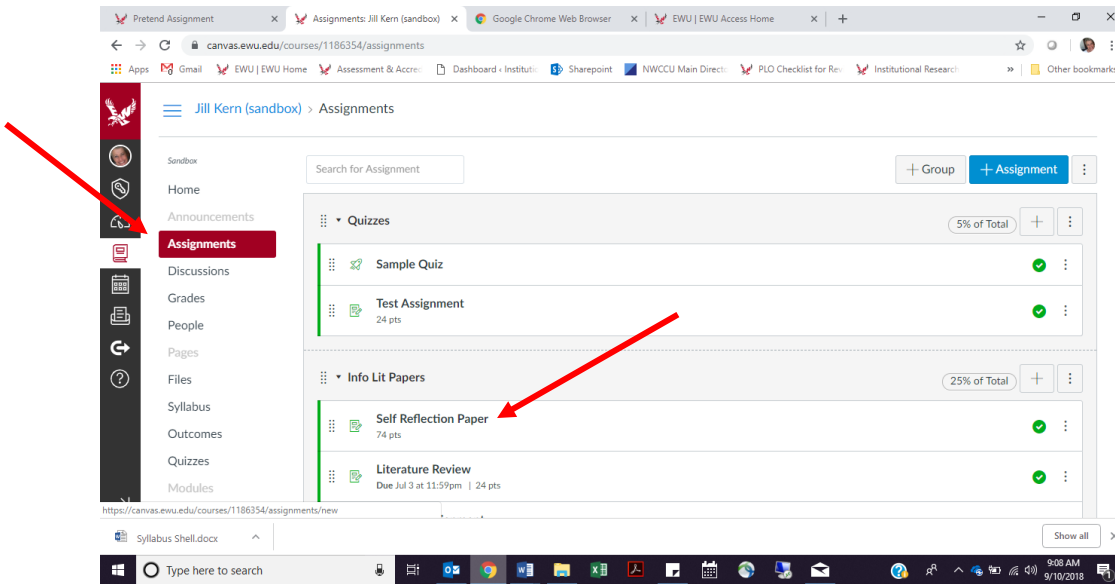 Pretend Assignment
Assignments: Jill Kern (sandbox)
Google Chrome Web Browser
EWU | EWU Access Home
canvas.ewu.edu/courses/1186354/assignments
Apps
Gmail
EWU | EWU Home
Assessment & Accre
Dashboard ‹ Instituti
Sharepoint
NWCCU Main Direct
PLO Checklist for Rev
Institutional Research
»
Other bookmarks
Jill Kern (sandbox) > Assignments
Sandbox
Home
Announcements
Assignments
Discussions
Grades
People
Pages
Files
Syllabus
Outcomes
Quizzes
Modules
Search for Assignment
+ Group
+ Assignment
Quizzes
5% of Total
Sample Quiz
Test Assignment
24 pts
Info Lit Papers
25% of Total
Self Reflection Paper
74 pts
Literature Review
Due Jul 3 at 11:59pm | 24 pts
https://canvas.ewu.edu/courses/1186354/assignments/new
Syllabus Shell.docx
Show all
Type here to search
9:08 AM
9/10/2018